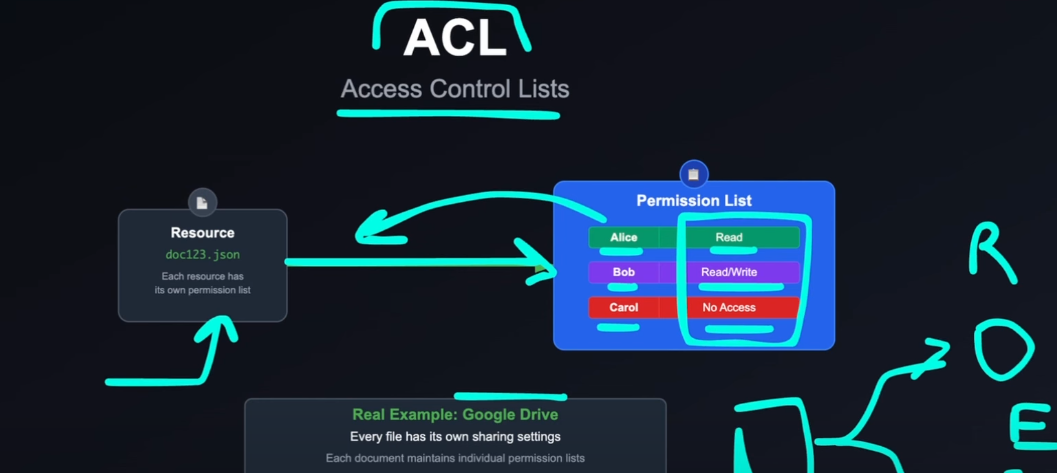 ACL
Access Control Lists
Resource
doc123.json
Each resource has
its own permission list
Permission List
Alice Read
Bob Read/Write
Carol No Access
R
O
E
Real Example: Google Drive
Every file has its own sharing settings
Each document maintains individual permission lists